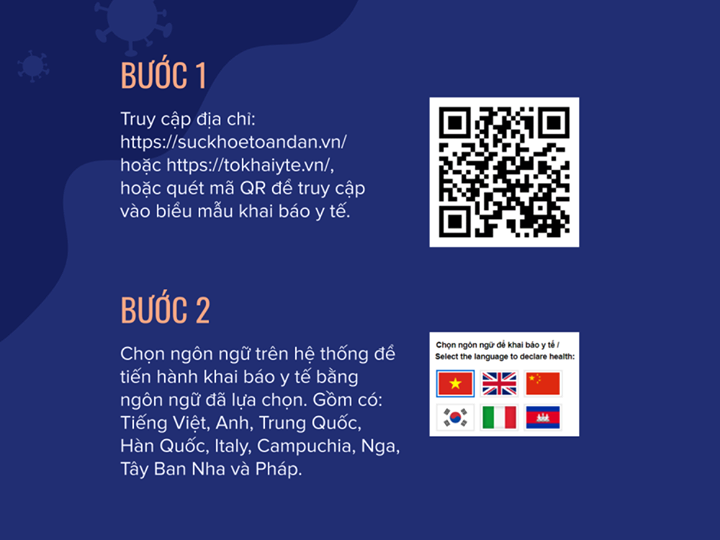 BƯỚC 1
Truy cập địa chỉ:
https://suckhoetoandan.vn/
hoặc https://tokhaiyte.vn/,
hoặc quét mã QR để truy cập
vào biểu mẫu khai báo y tế.
BƯỚC 2
Chọn ngôn ngữ trên hệ thống để
tiến hành khai báo y tế bằng
ngôn ngữ đã lựa chọn. Gồm có:
Tiếng Việt, Anh, Trung Quốc,
Hàn Quốc, Italy, Campuchia, Nga,
Tây Ban Nha và Pháp.
Chọn ngôn ngữ để khai báo y tế /
Select the language to declare health: